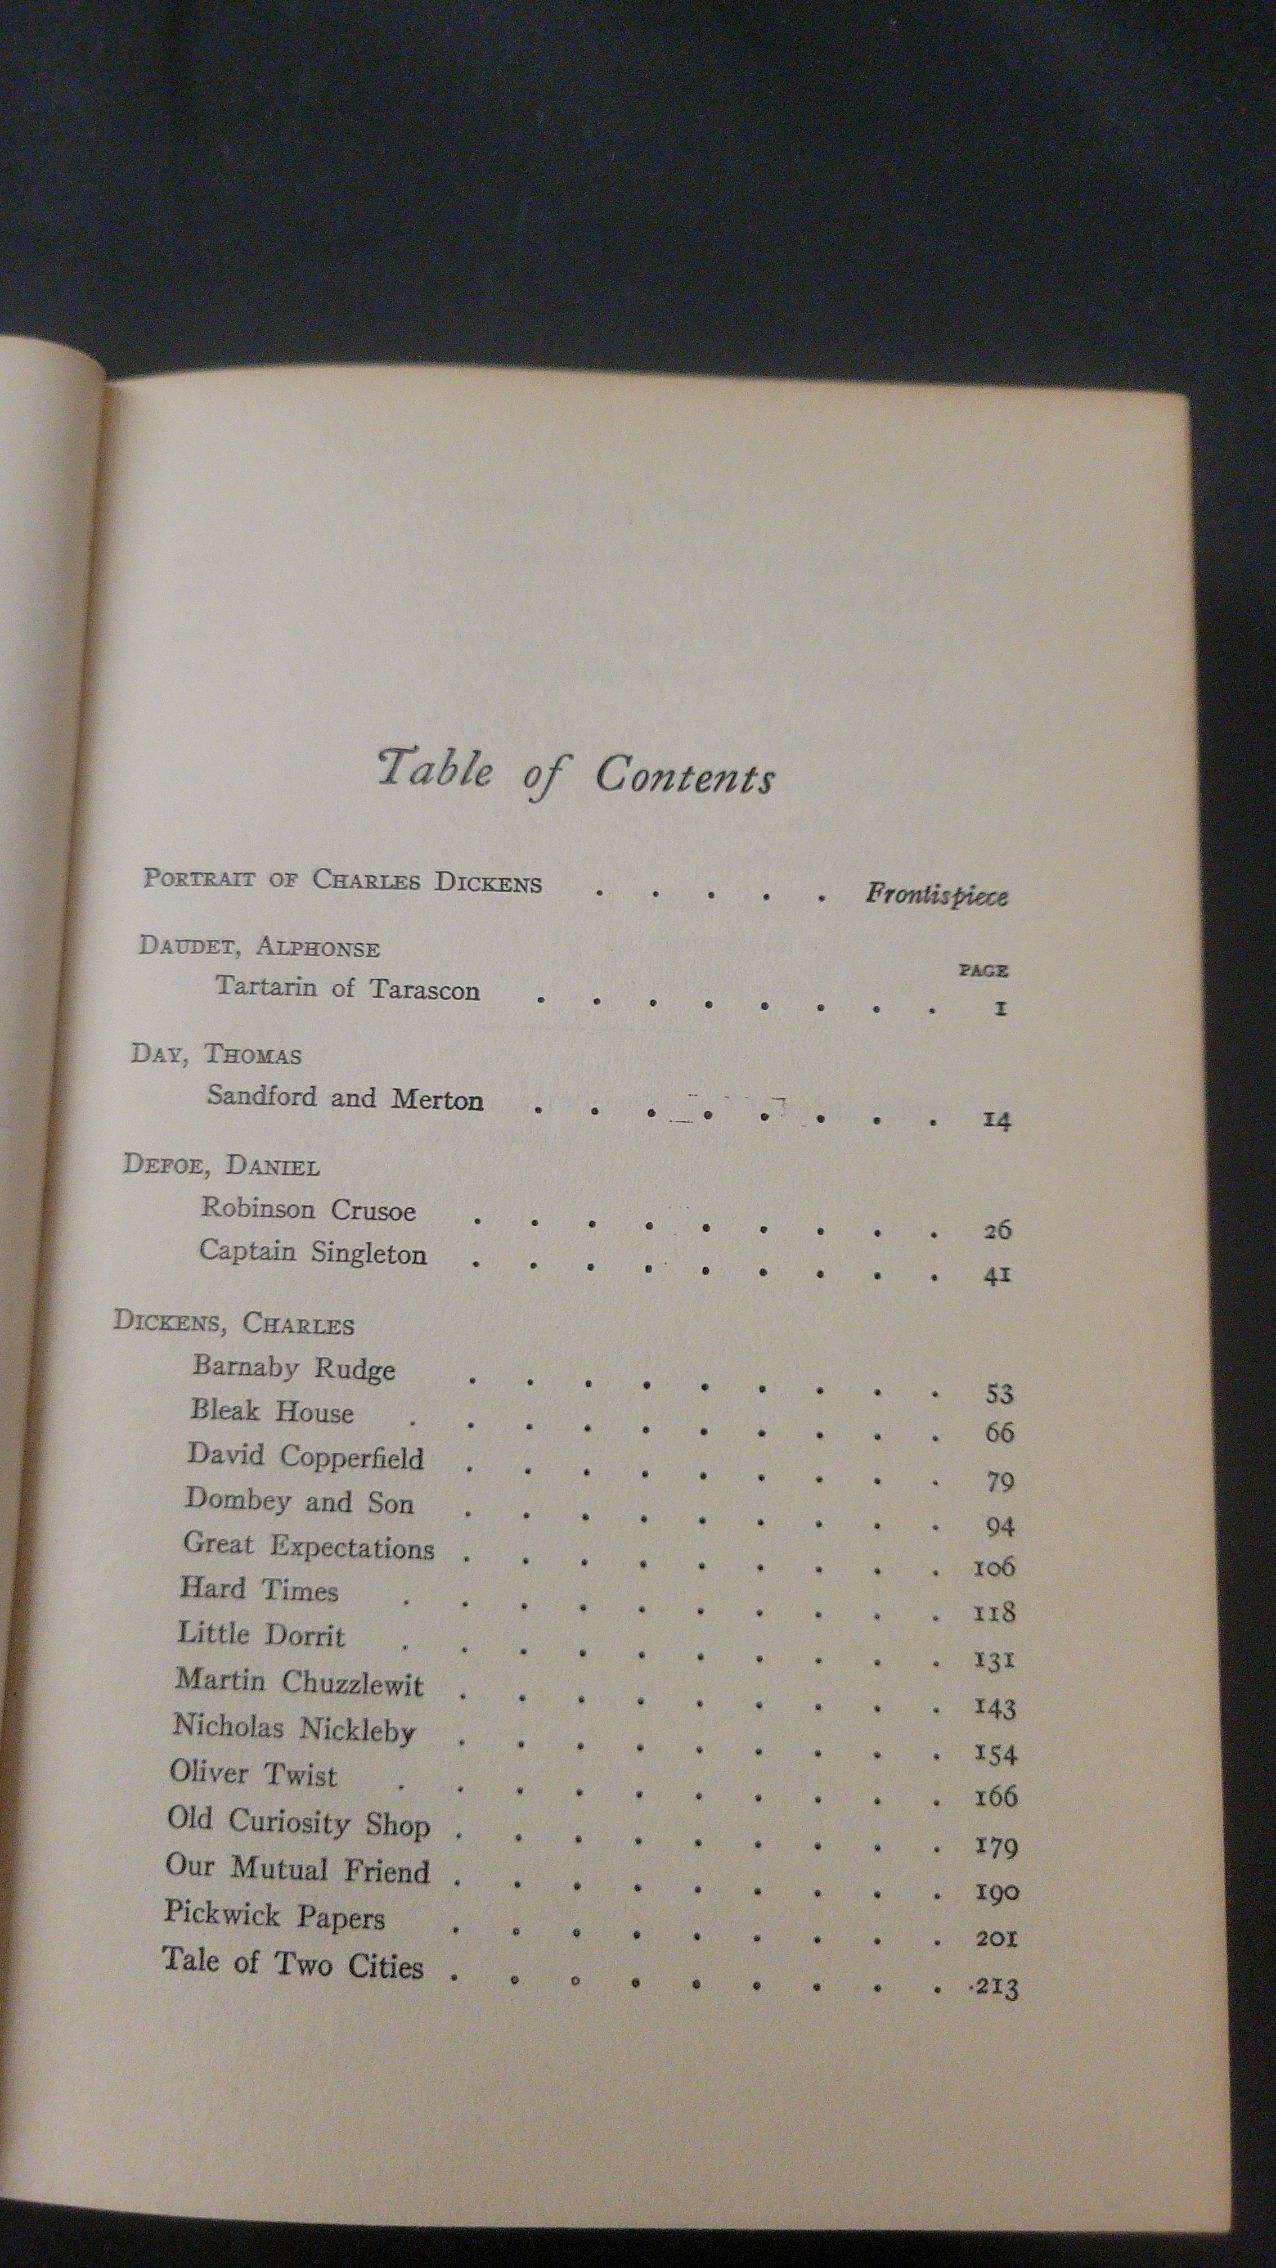 Table of Contents
PORTRAIT OF CHARLES DICKENS . . . . . Frontispiece
DAUDET, ALPHONSE
PAGE
Tartarin of Tarascon . . . . . . . . 1
DAY, THOMAS
Sandford and Merton . . . . . . . . 14
DEFOE, DANIEL
Robinson Crusoe . . . . . . . . . 26
Captain Singleton . . . . . . . . . 41
DICKENS, CHARLES
Barnaby Rudge . . . . . . . . . 53
Bleak House . . . . . . . . . . 66
David Copperfield . . . . . . . . . 79
Dombey and Son . . . . . . . . . 94
Great Expectations . . . . . . . . . 106
Hard Times . . . . . . . . . . 118
Little Dorrit . . . . . . . . . . 131
Martin Chuzzlewit . . . . . . . . . 143
Nicholas Nickleby . . . . . . . . . 154
Oliver Twist . . . . . . . . . . 166
Old Curiosity Shop . . . . . . . . . 179
Our Mutual Friend . . . . . . . . . 190
Pickwick Papers . . . . . . . . . 201
Tale of Two Cities . . . . . . . . . 213